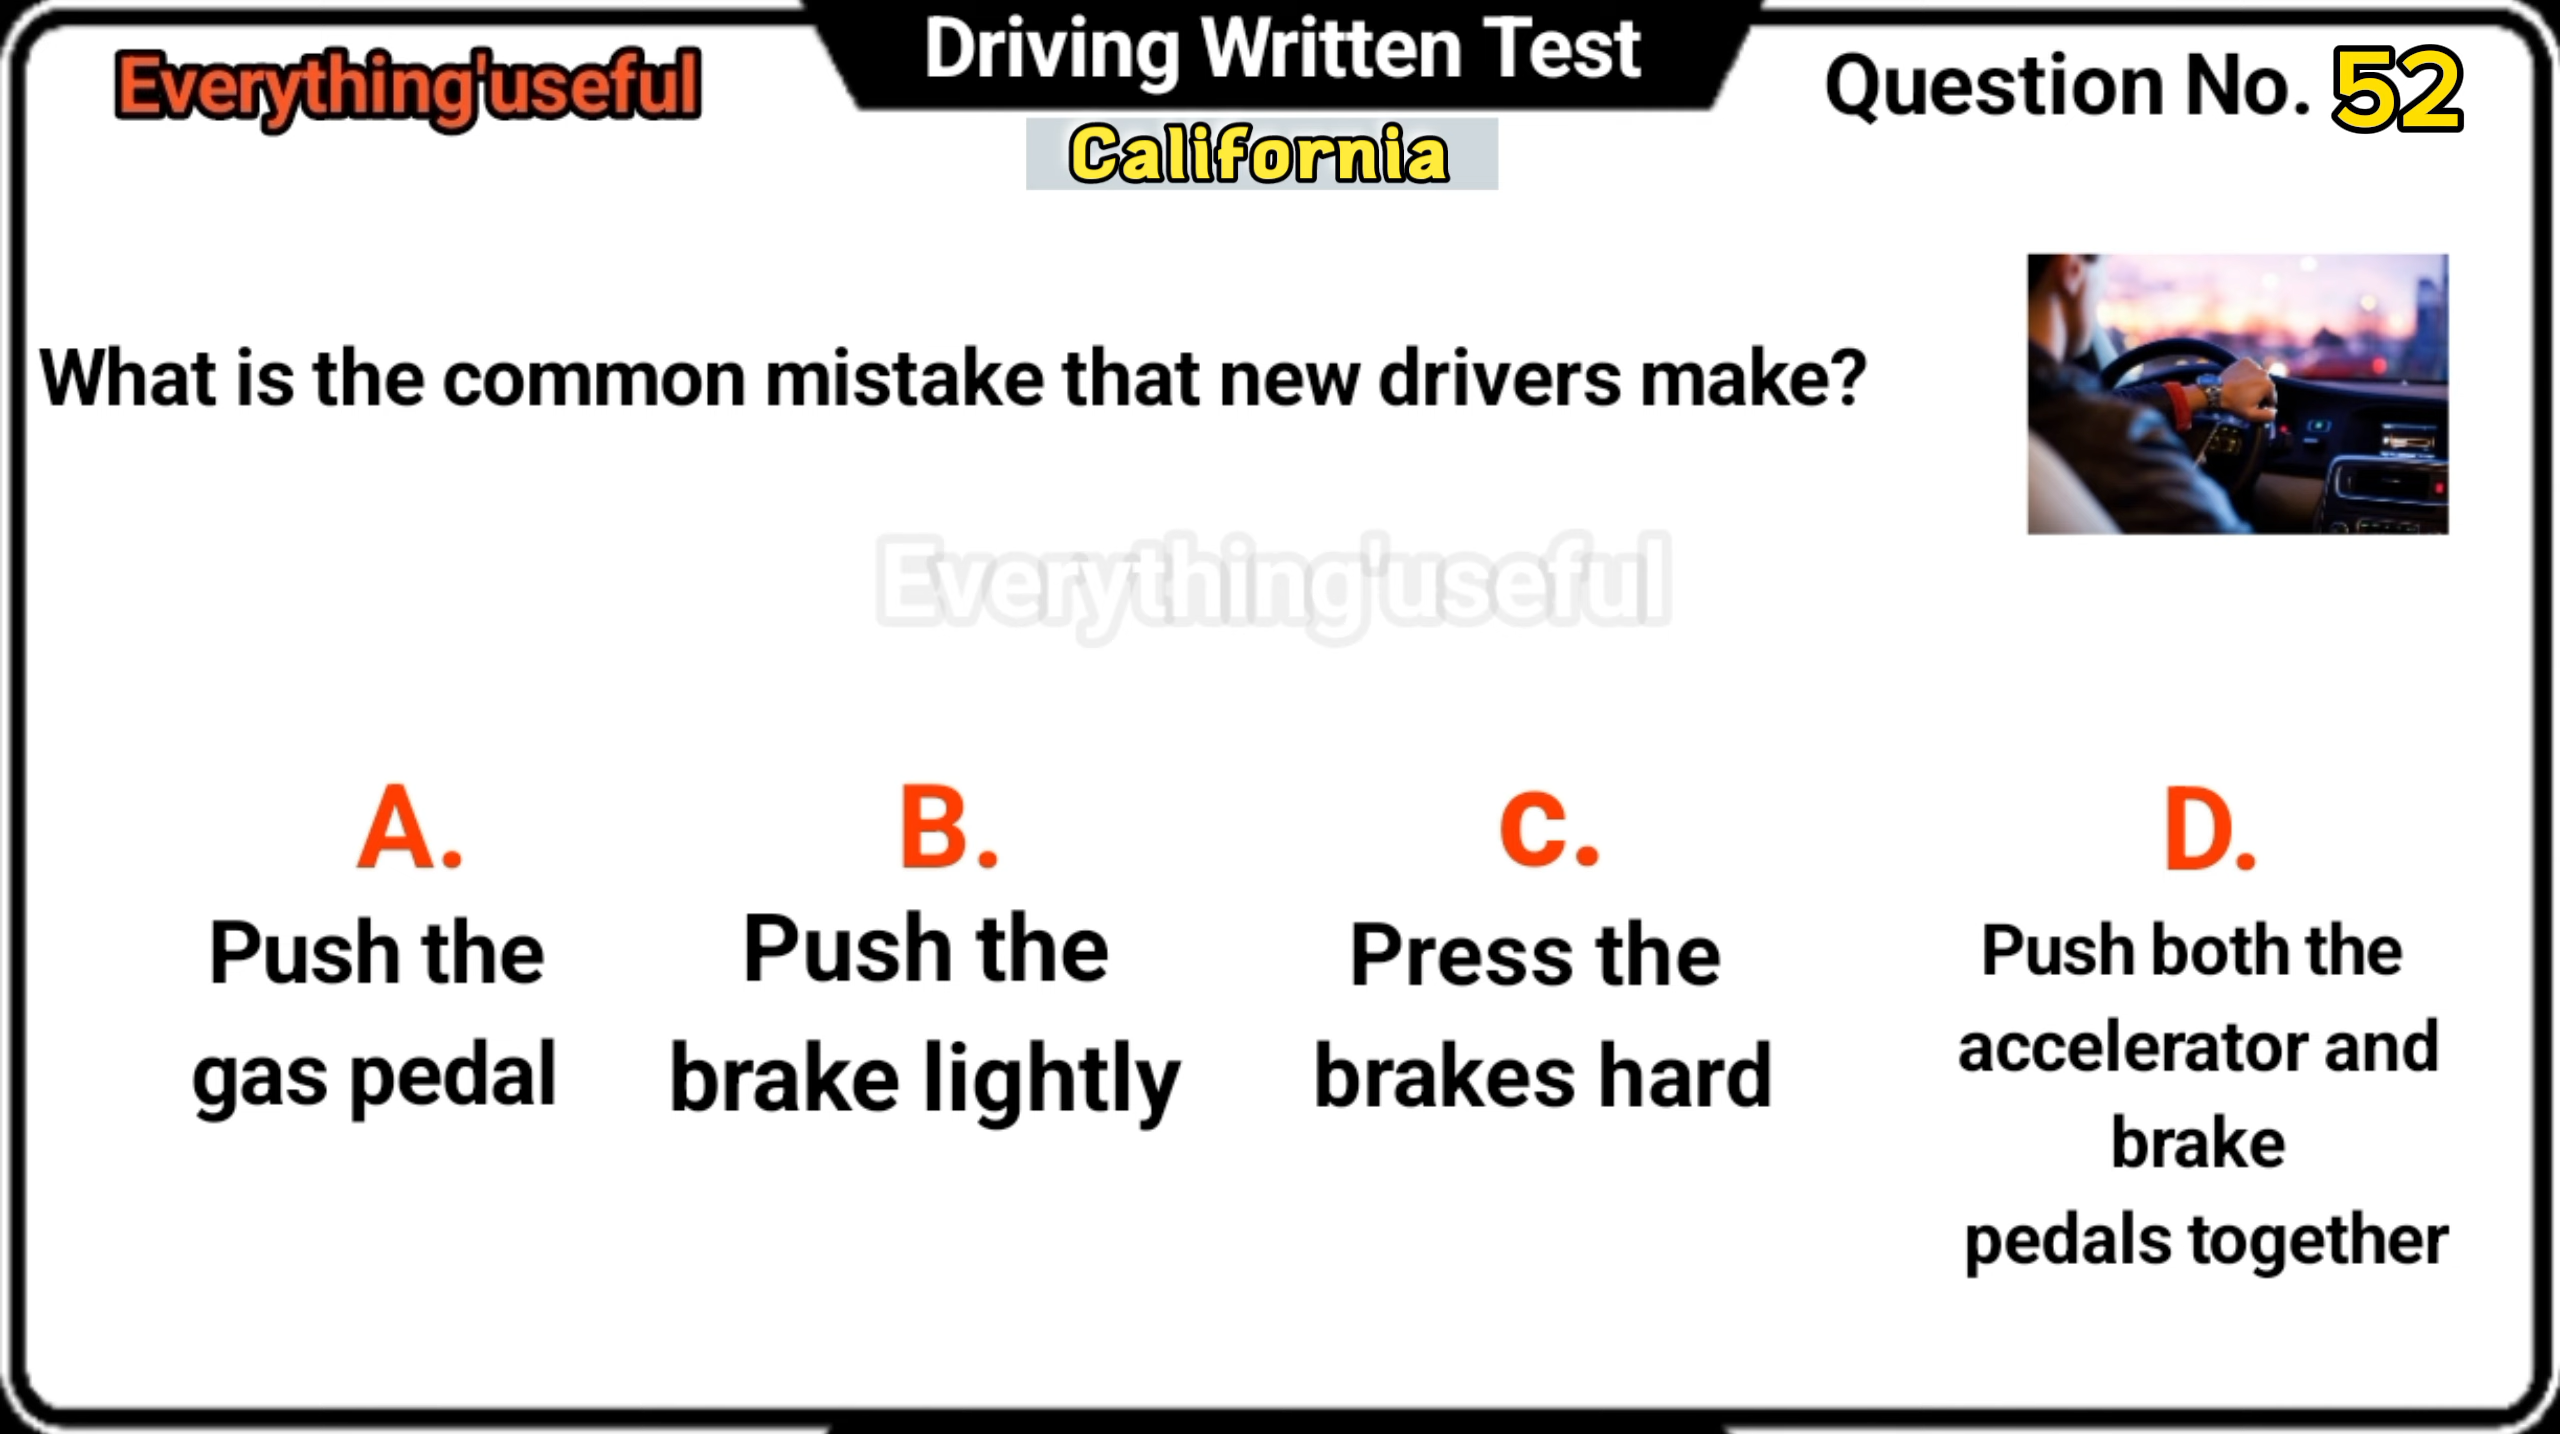 Everything'useful
Driving Written Test
Question No. 52
California
What is the common mistake that new drivers make?
Everything'useful
A.
Push the
gas pedal
B.
Push the
brake lightly
C.
Press the
brakes hard
D.
Push both the
accelerator and
brake
pedals together